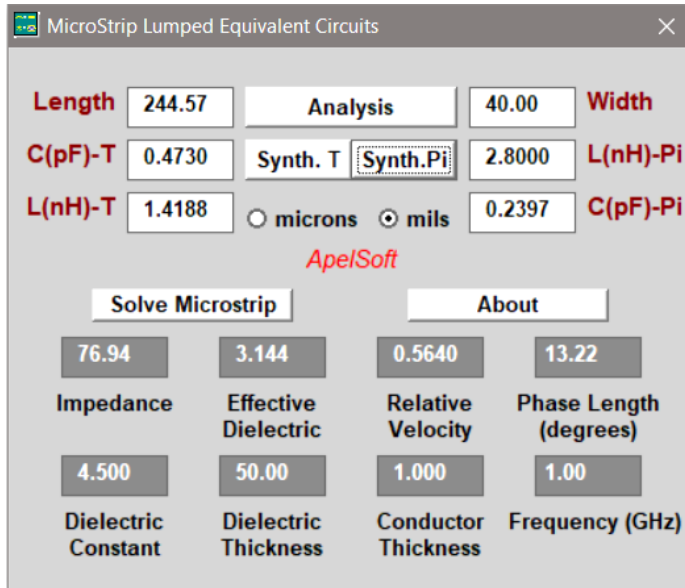 MicroStrip Lumped Equivalent Circuits
Length 244.57 Analysis 40.00 Width
C(pF)-T 0.4730 Synth. T Synth.Pi 2.8000 L(nH)-Pi
L(nH)-T 1.4188 microns mils 0.2397 C(pF)-Pi
ApelSoft
Solve Microstrip About
76.94 3.144 0.5640 13.22
Impedance Effective Relative Phase Length
Dielectric Velocity (degrees)
4.500 50.00 1.000 1.00
Dielectric Dielectric Conductor Frequency (GHz)
Constant Thickness Thickness